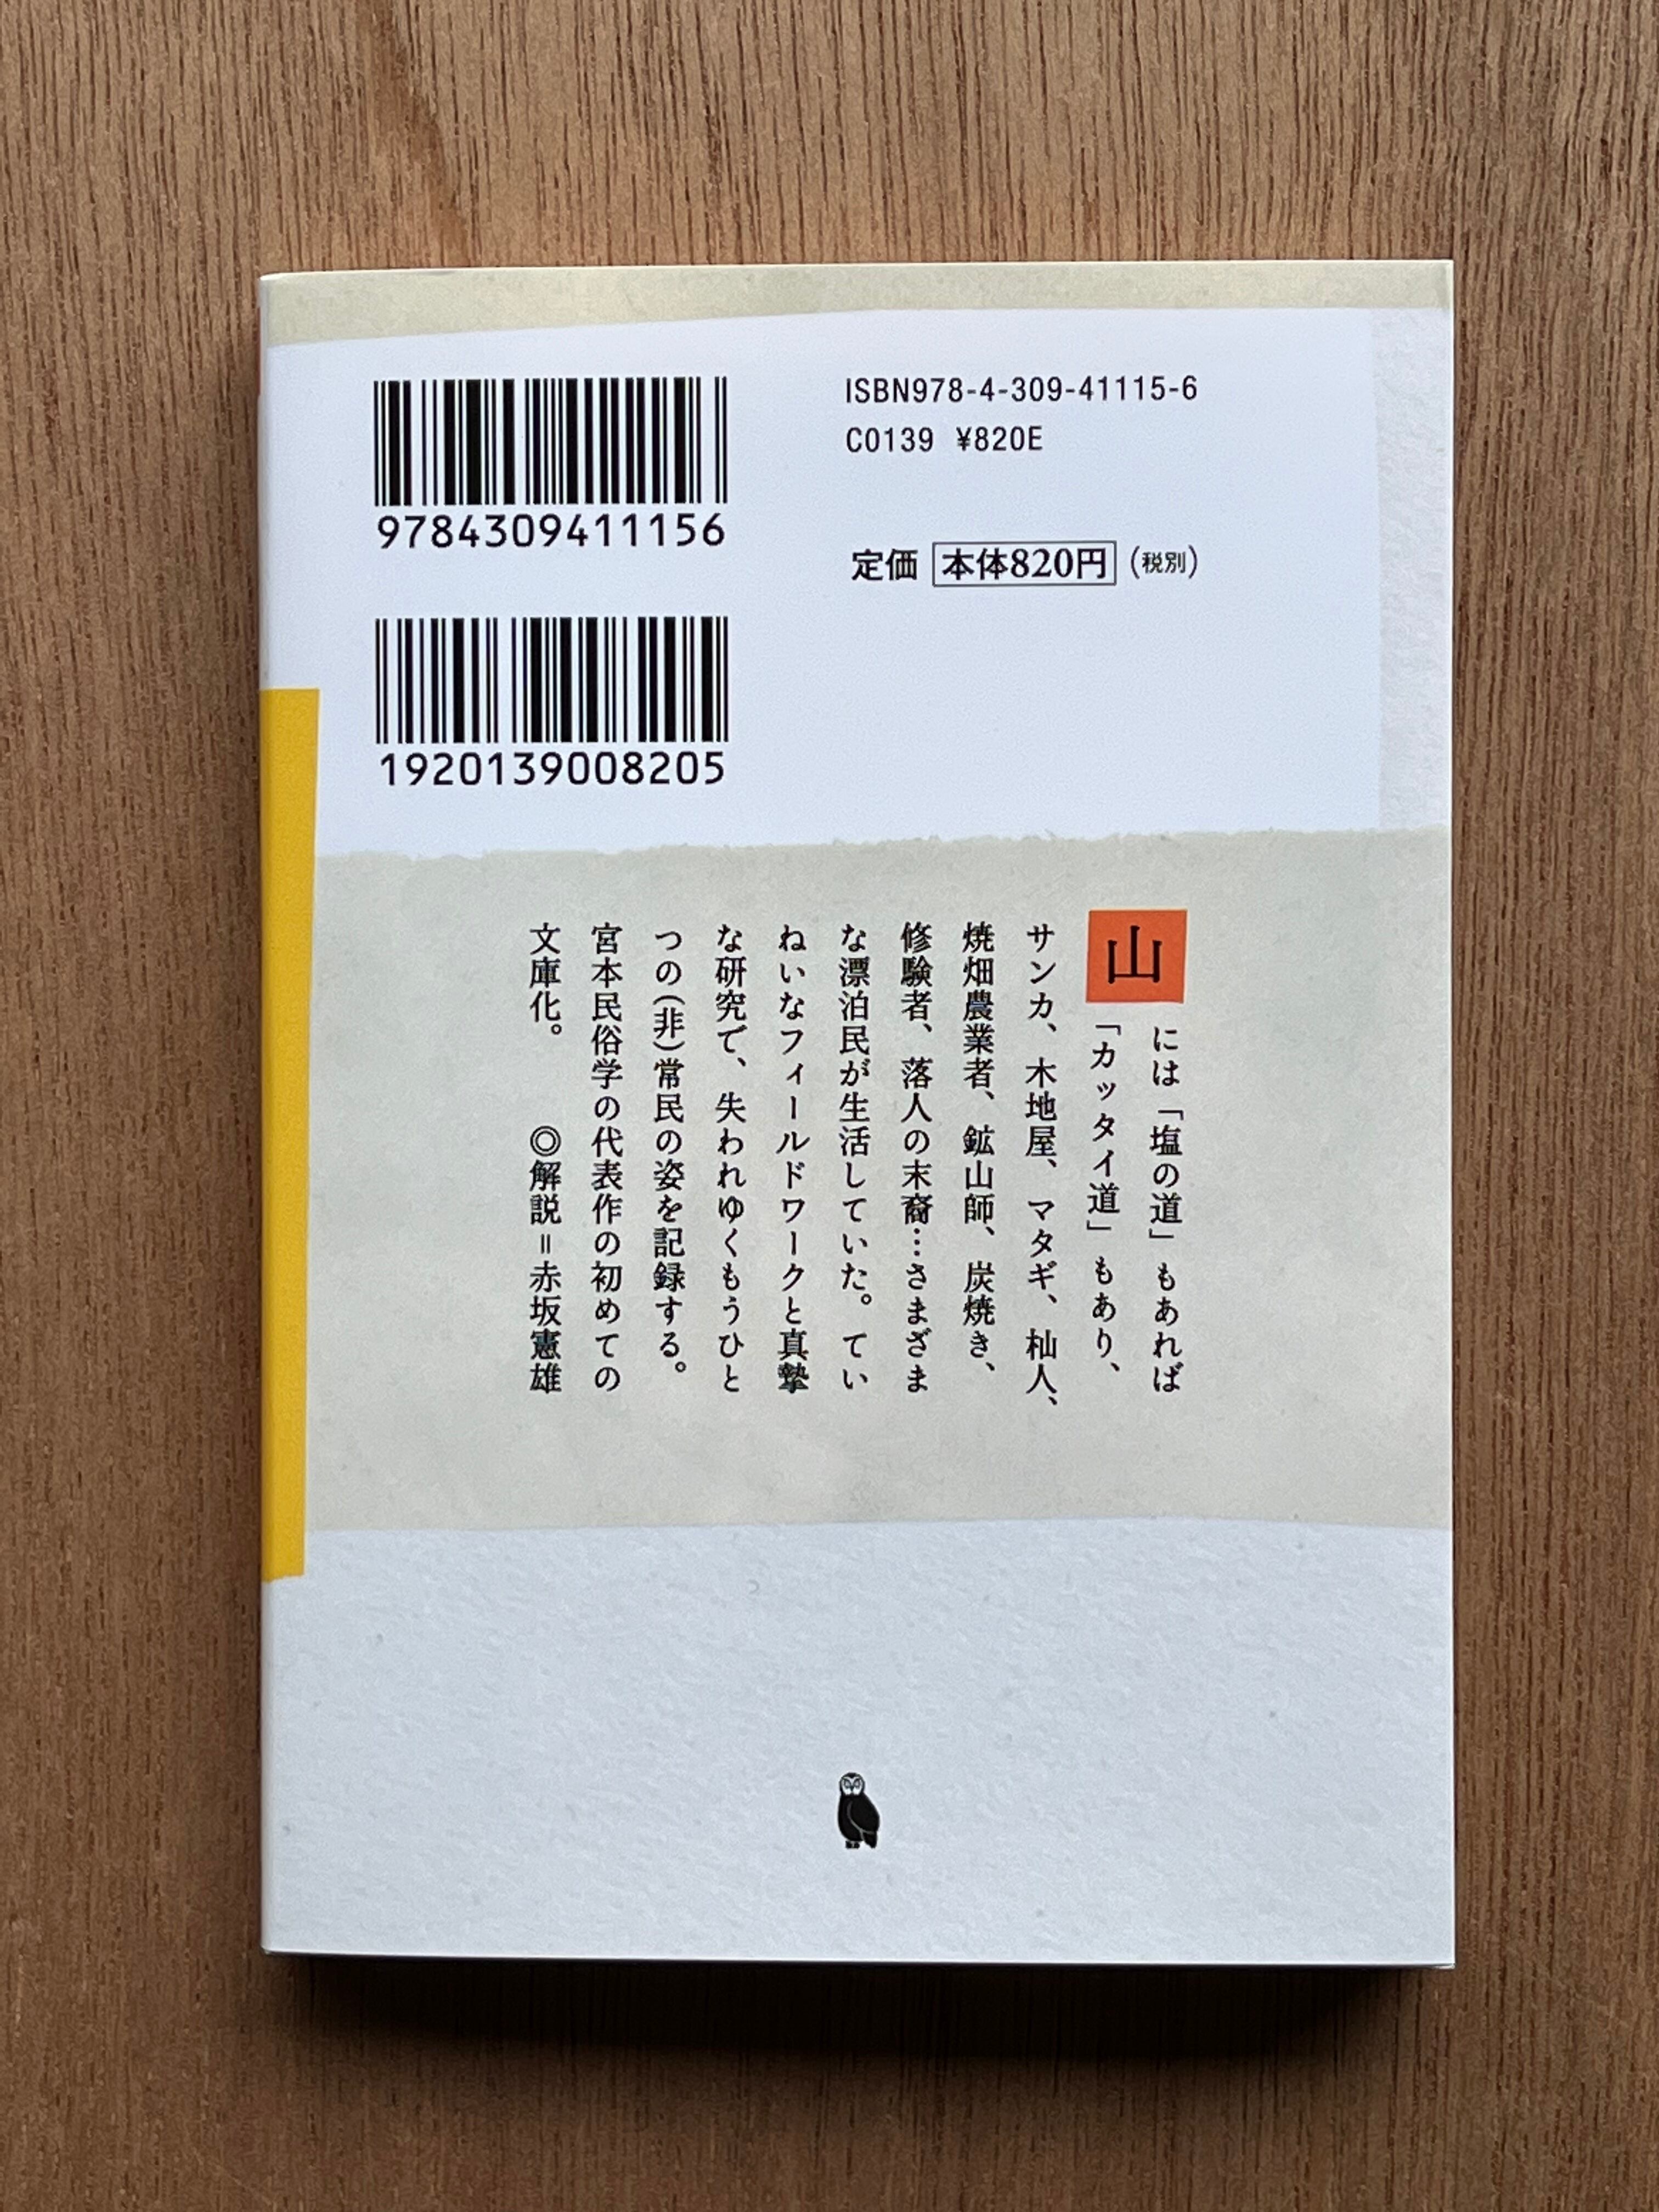 9784309411156
1920139008205
ISBN978-4-309-41115-6
C0139 ¥820E
定価 本体820円 (税別)
山には「塩の道」もあれば
「カッタイ道」もあり、
サンカ、木地屋、マタギ、杣人、
焼畑農業者、鉱山師、炭焼き、
修験者、落人の末裔…さまざま
な漂泊民が生活していた。てい
ねいなフィールドワークと真摯
な研究で、失われゆくもうひと
つの(非)常民の姿を記録する。
宮本民俗学の代表作の初めての
文庫化。 ◎解説=赤坂憲雄